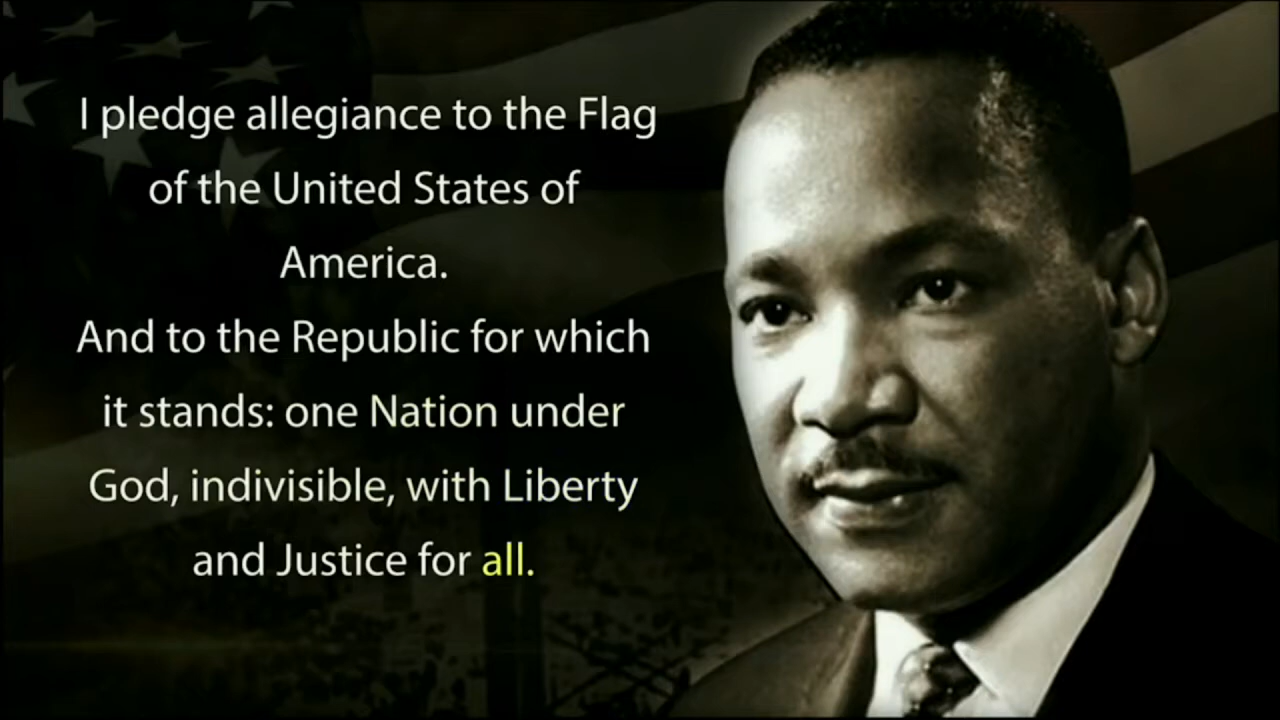 I pledge allegiance to the Flag
of the United States of
America.
And to the Republic for which
it stands: one Nation under
God, indivisible, with Liberty
and Justice for all.